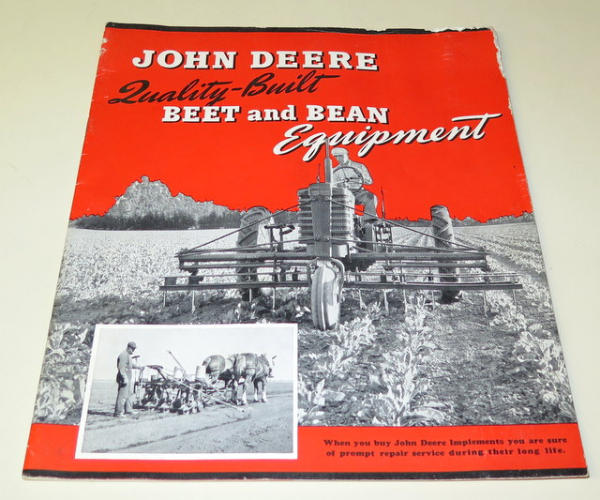 JOHN DEERE
Quality-Built
BEET and BEAN
Equipment
When you buy John Deere Implements you are sure
of prompt repair service during their long life.